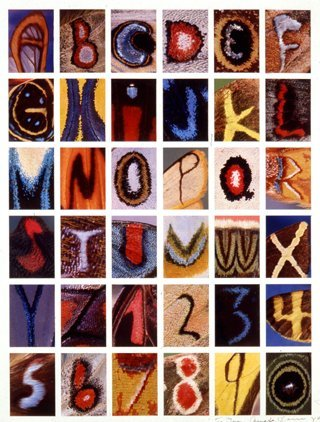 A B C D E F
G H I J K L
M N O P Q R
S T U V W X
Y Z 1 2 3 4
5 6 7 8 9 0